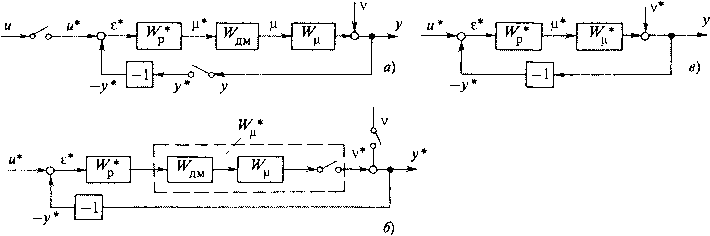 u u* ε* W*р μ* Wдм μ Wμ ν y
−1 −y* y* y а)
u* ε* W*р μ* W*μ ν* y
−1 −y* в)
W*μ
u* ε* W*р Wдм Wμ ν* ν y*
−1 −y* б)